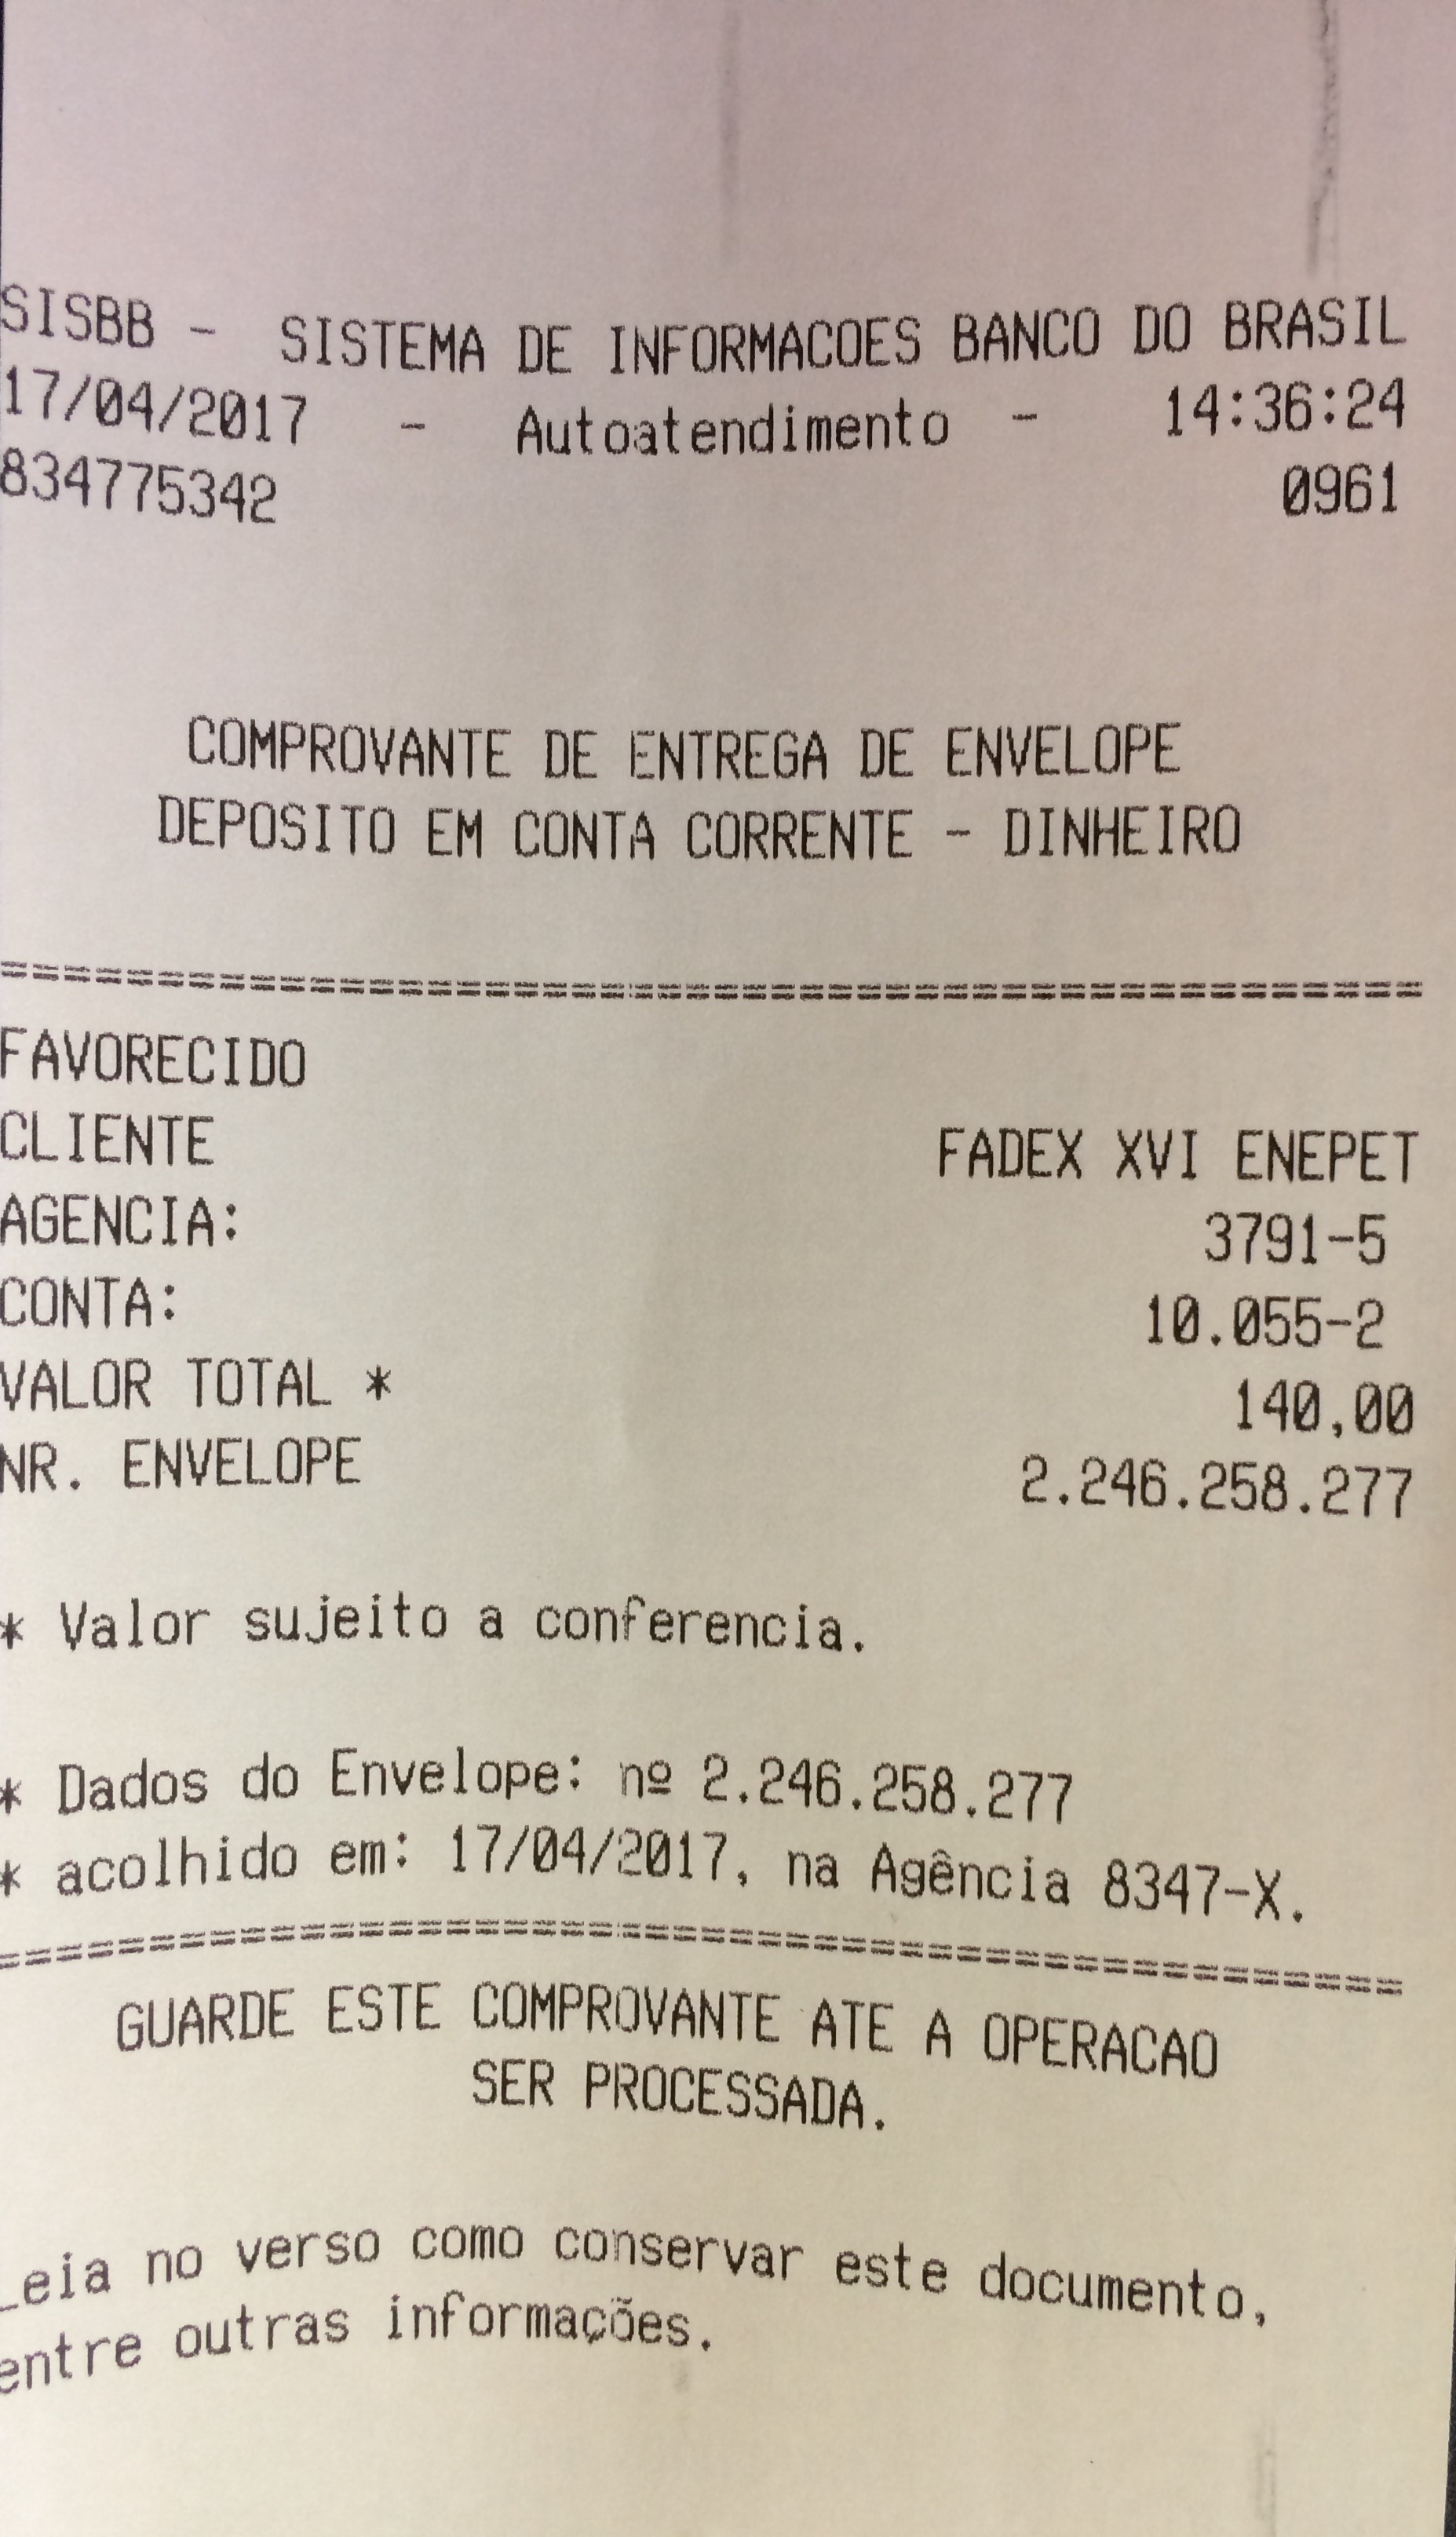 SISBB - SISTEMA DE INFORMACOES BANCO DO BRASIL
17/04/2017 - Autoatendimento - 14:36:24
834775342 0961
COMPROVANTE DE ENTREGA DE ENVELOPE
DEPOSITO EM CONTA CORRENTE - DINHEIRO
================================================
FAVORECIDO
CLIENTE FADEX XVI ENEPET
AGENCIA: 3791-5
CONTA: 10.055-2
VALOR TOTAL * 140,00
NR. ENVELOPE 2.246.258.277
* Valor sujeito a conferencia.
* Dados do Envelope: nº 2.246.258.277
* acolhido em: 17/04/2017, na Agência 8347-X.
================================================
GUARDE ESTE COMPROVANTE ATE A OPERACAO
SER PROCESSADA.
Leia no verso como conservar este documento,
entre outras informações.